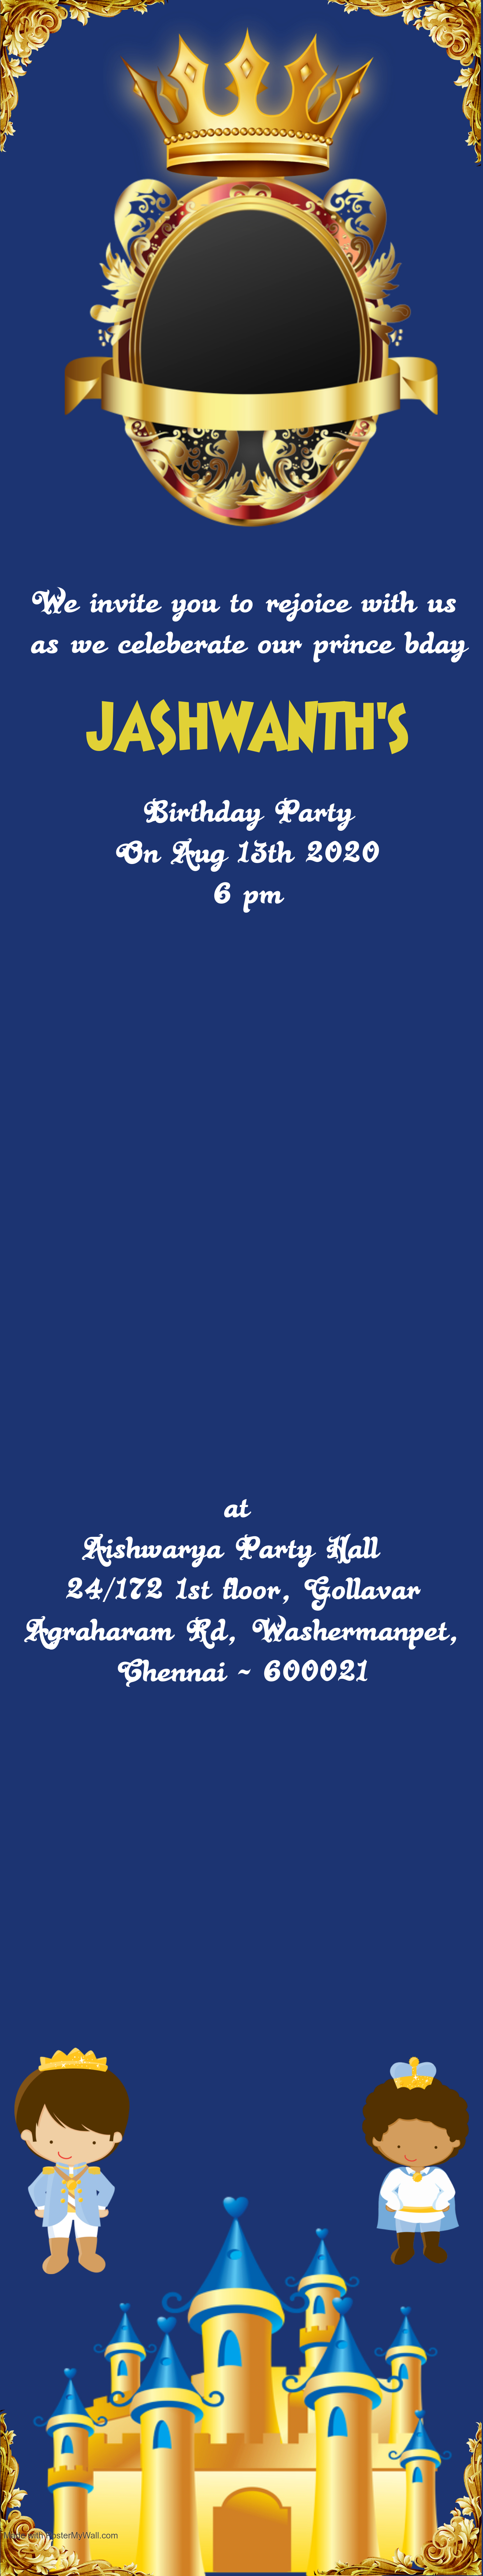 We invite you to rejoice with us
as we celeberate our prince bday
JASHWANTH'S
Birthday Party
On Aug 13th 2020
6 pm
at
Aishwarya Party Hall
24/172 1st floor, Gollavar
Agraharam Rd, Washermanpet,
Chennai - 600021
with PosterMyWall.com